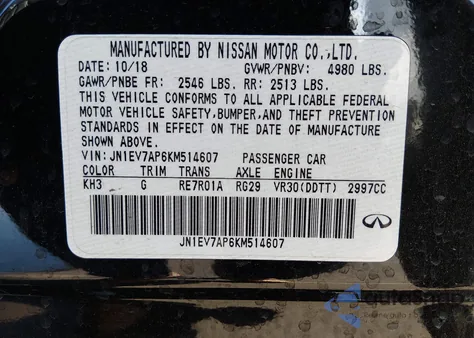 MANUFACTURED BY NISSAN MOTOR CO.,LTD.
DATE: 10/18 GVWR/PNBV: 4980 LBS.
GAWR/PNBE FR: 2546 LBS. RR: 2513 LBS.
THIS VEHICLE CONFORMS TO ALL APPLICABLE FEDERAL
MOTOR VEHICLE SAFETY,BUMPER,AND THEFT PREVENTION
STANDARDS IN EFFECT ON THE DATE OF MANUFACTURE
SHOWN ABOVE.
VIN: JN1EV7AP6KM514607 PASSENGER CAR
COLOR TRIM TRANS AXLE ENGINE
KH3 G RE7R01A RG29 VR30(DDTT) 2997CC
JN1EV7AP6KM514607